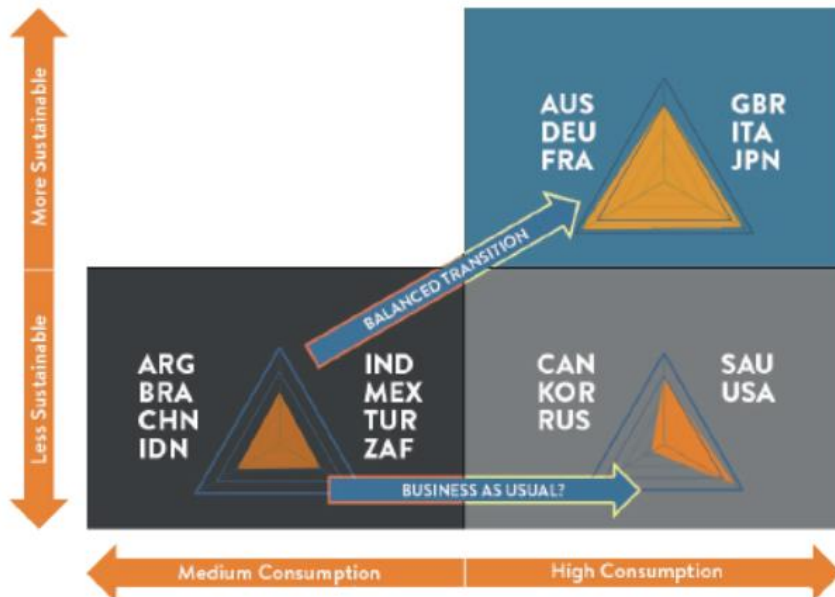 More Sustainable
Less Sustainable
AUS
DEU
FRA
GBR
ITA
JPN
BALANCED TRANSITION
ARG
BRA
CHN
IDN
IND
MEX
TUR
ZAF
CAN
KOR
RUS
SAU
USA
BUSINESS AS USUAL?
Medium Consumption
High Consumption